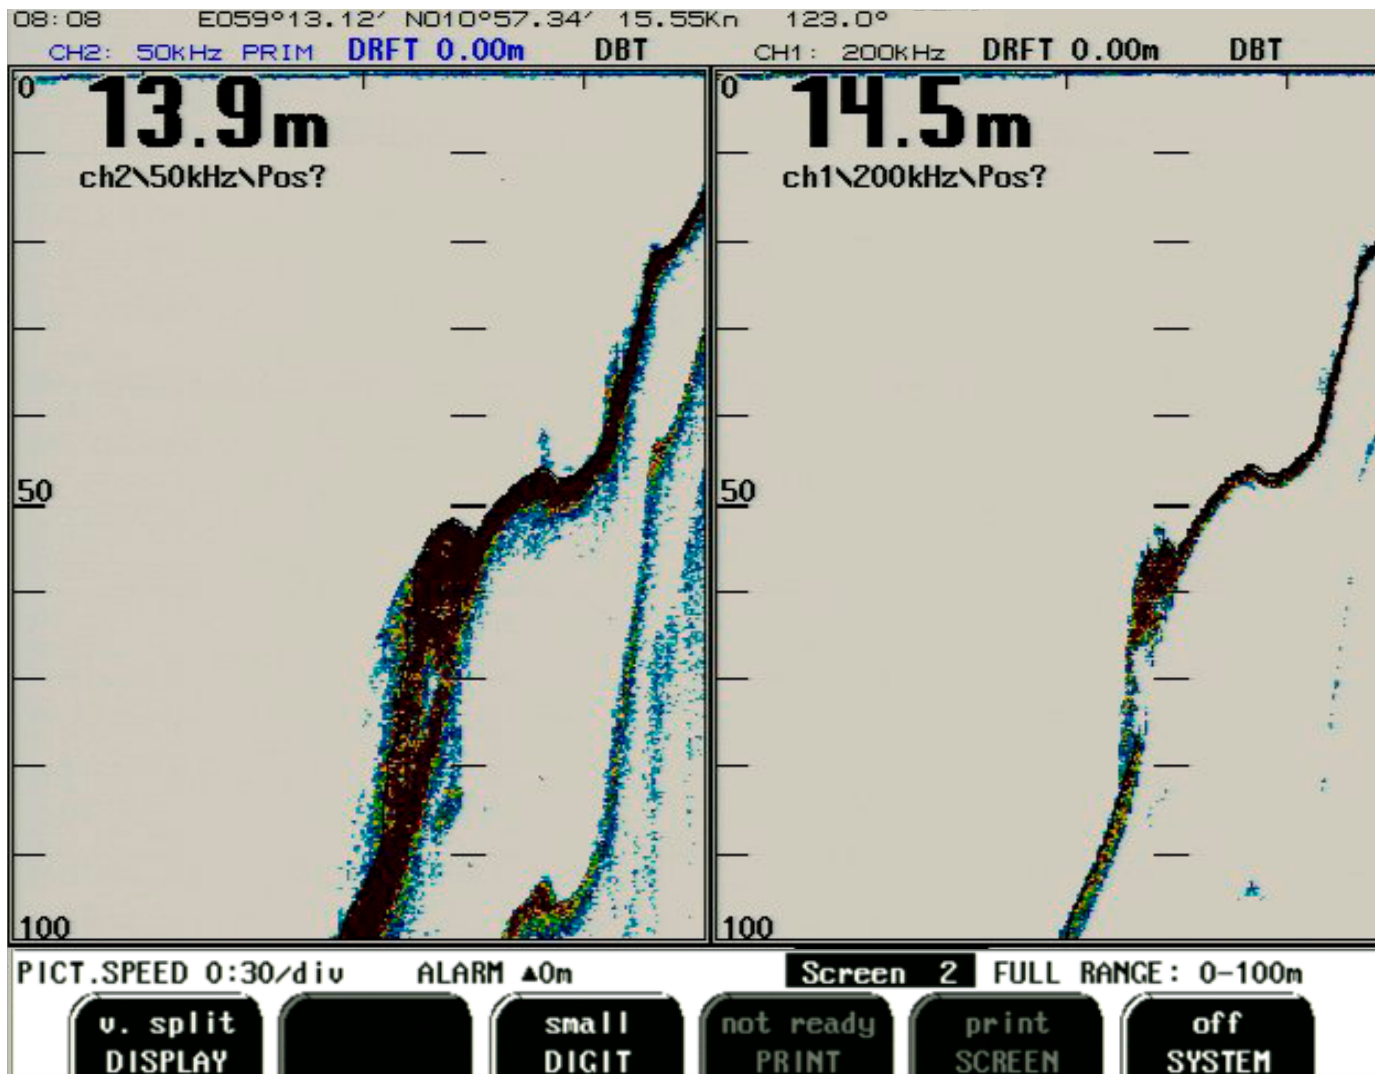 08:08 E059°13.12′ N010°57.34′ 15.55Kn 123.0°
CH2: 50kHz PRIM DRFT 0.00m DBT CH1: 200kHz DRFT 0.00m DBT
0 13.9m 0 14.5m
ch2\50kHz\Pos? ch1\200kHz\Pos?
50 50
100 100
PICT.SPEED 0:30/div ALARM ▲0m Screen 2 FULL RANGE: 0-100m
v. split small not ready print off
DISPLAY DIGIT PRINT SCREEN SYSTEM